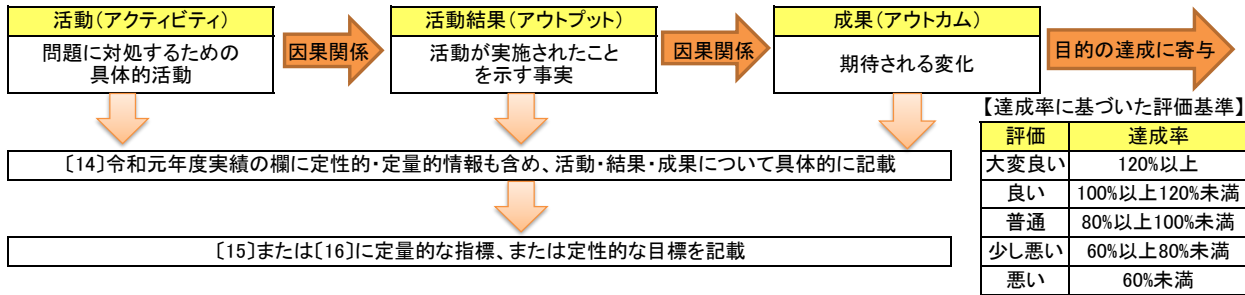 活動(アクティビティ)
問題に対処するための
具体的活動
因果関係
活動結果(アウトプット)
活動が実施されたこと
を示す事実
因果関係
成果(アウトカム)
期待される変化
目的の達成に寄与
〔14〕令和元年度実績の欄に定性的・定量的情報も含め、活動・結果・成果について具体的に記載
〔15〕または〔16〕に定量的な指標、または定性的な目標を記載
【達成率に基づいた評価基準】
評価 達成率
大変良い 120%以上
良い 100%以上120%未満
普通 80%以上100%未満
少し悪い 60%以上80%未満
悪い 60%未満